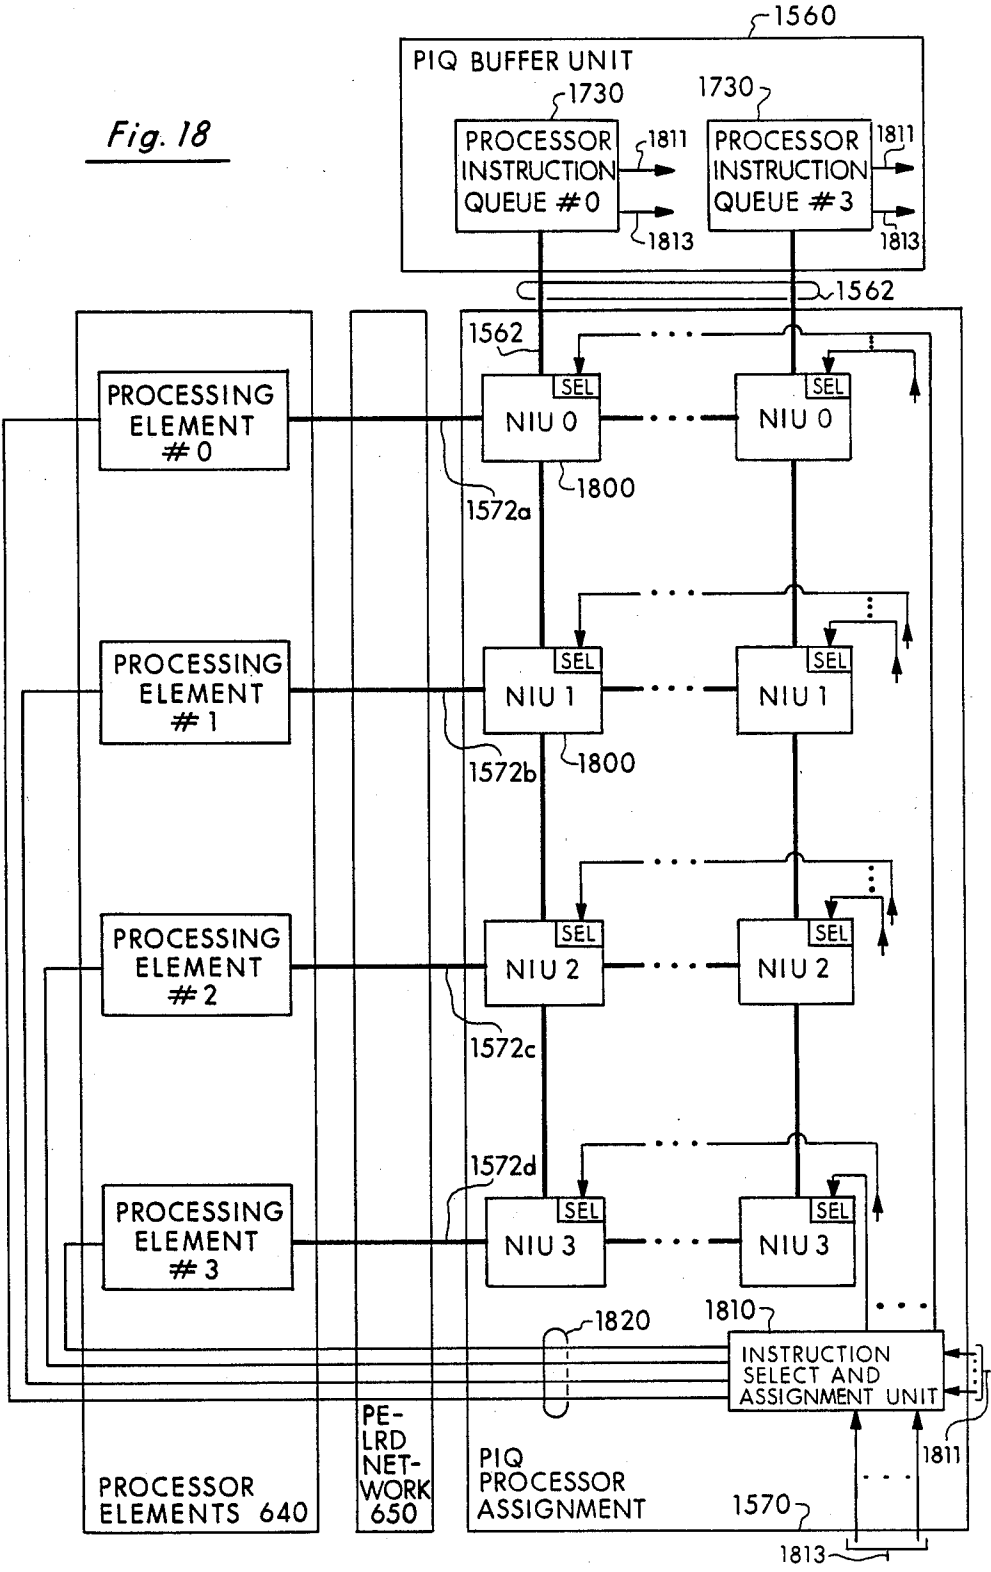 1560
PIQ BUFFER UNIT
1730
1730
Fig. 18
PROCESSOR
INSTRUCTION
QUEUE #0
1811
1813
PROCESSOR
INSTRUCTION
QUEUE #3
1811
1813
1562
1562
PROCESSING
ELEMENT
#0
SEL
NIU 0
SEL
NIU 0
1800
1572a
PROCESSING
ELEMENT
#1
SEL
NIU 1
SEL
NIU 1
1800
1572b
PROCESSING
ELEMENT
#2
SEL
NIU 2
SEL
NIU 2
1572c
1572d
PROCESSING
ELEMENT
#3
SEL
NIU 3
SEL
NIU 3
1820
1810
INSTRUCTION
SELECT AND
ASSIGNMENT UNIT
1811
PE-
LRD
NET-
WORK
650
PROCESSOR
ELEMENTS 640
PIQ
PROCESSOR
ASSIGNMENT
1570
1813